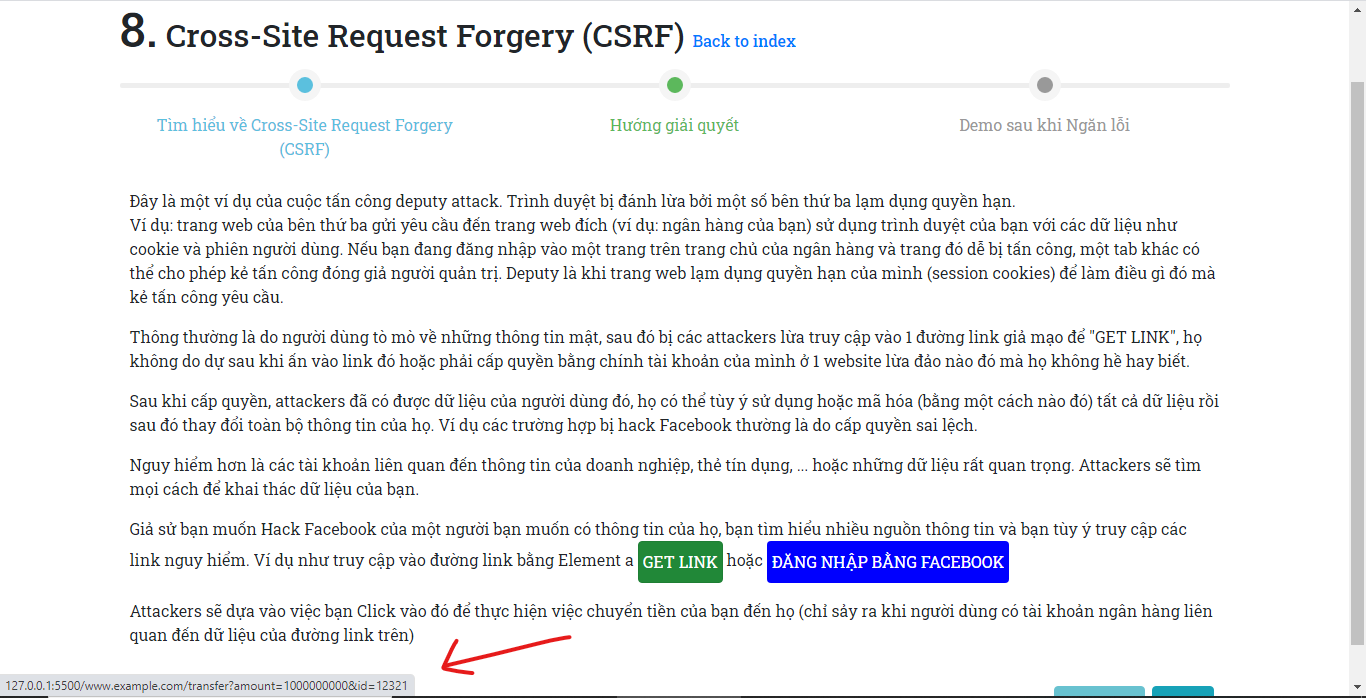 8. Cross-Site Request Forgery (CSRF) Back to index
Tìm hiểu về Cross-Site Request Forgery
(CSRF)
Hướng giải quyết
Demo sau khi Ngăn lỗi
Đây là một ví dụ của cuộc tấn công deputy attack. Trình duyệt bị đánh lừa bởi một số bên thứ ba lạm dụng quyền hạn.
Ví dụ: trang web của bên thứ ba gửi yêu cầu đến trang web đích (ví dụ: ngân hàng của bạn) sử dụng trình duyệt của bạn với các dữ liệu như
cookie và phiên người dùng. Nếu bạn đang đăng nhập vào một trang trên trang chủ của ngân hàng và trang đó dễ bị tấn công, một tab khác có
thể cho phép kẻ tấn công đóng giả người quản trị. Deputy là khi trang web lạm dụng quyền hạn của mình (session cookies) để làm điều gì đó mà
kẻ tấn công yêu cầu.
Thông thường là do người dùng tò mò về những thông tin mật, sau đó bị các attackers lừa truy cập vào 1 đường link giả mạo để "GET LINK", họ
không do dự sau khi ấn vào link đó hoặc phải cấp quyền bằng chính tài khoản của mình ở 1 website lừa đảo nào đó mà họ không hề hay biết.
Sau khi cấp quyền, attackers đã có được dữ liệu của người dùng đó, họ có thể tùy ý sử dụng hoặc mã hóa (bằng một cách nào đó) tất cả dữ liệu rồi
sau đó thay đổi toàn bộ thông tin của họ. Ví dụ các trường hợp bị hack Facebook thường là do cấp quyền sai lệch.
Nguy hiểm hơn là các tài khoản liên quan đến thông tin của doanh nghiệp, thẻ tín dụng, ... hoặc những dữ liệu rất quan trọng. Attackers sẽ tìm
mọi cách để khai thác dữ liệu của bạn.
Giả sử bạn muốn Hack Facebook của một người bạn muốn có thông tin của họ, bạn tìm hiểu nhiều nguồn thông tin và bạn tùy ý truy cập các
link nguy hiểm. Ví dụ như truy cập vào đường link bằng Element a GET LINK hoặc ĐĂNG NHẬP BẰNG FACEBOOK
Attackers sẽ dựa vào việc bạn Click vào đó để thực hiện việc chuyển tiền của bạn đến họ (chỉ sảy ra khi người dùng có tài khoản ngân hàng liên
quan đến dữ liệu của đường link trên)
127.0.0.1:5500/www.example.com/transfer?amount=1000000000&id=12321